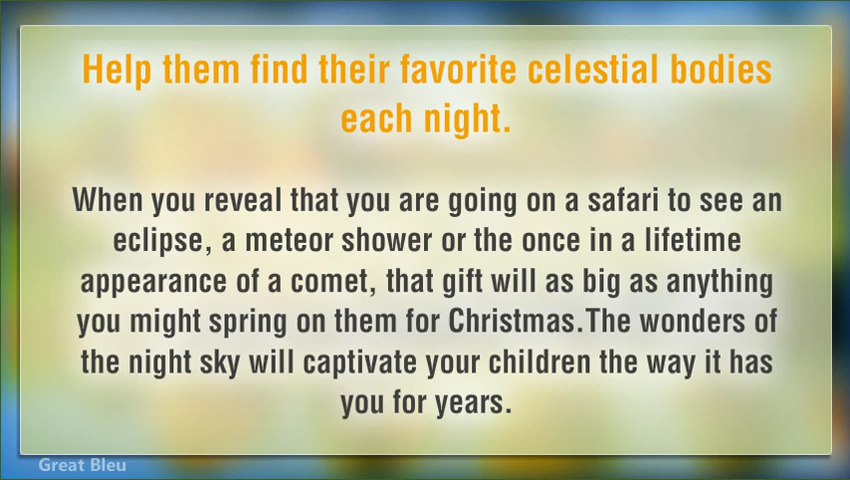 Help them find their favorite celestial bodies
each night.
When you reveal that you are going on a safari to see an
eclipse, a meteor shower or the once in a lifetime
appearance of a comet, that gift will as big as anything
you might spring on them for Christmas.The wonders of
the night sky will captivate your children the way it has
you for years.
Great Bleu